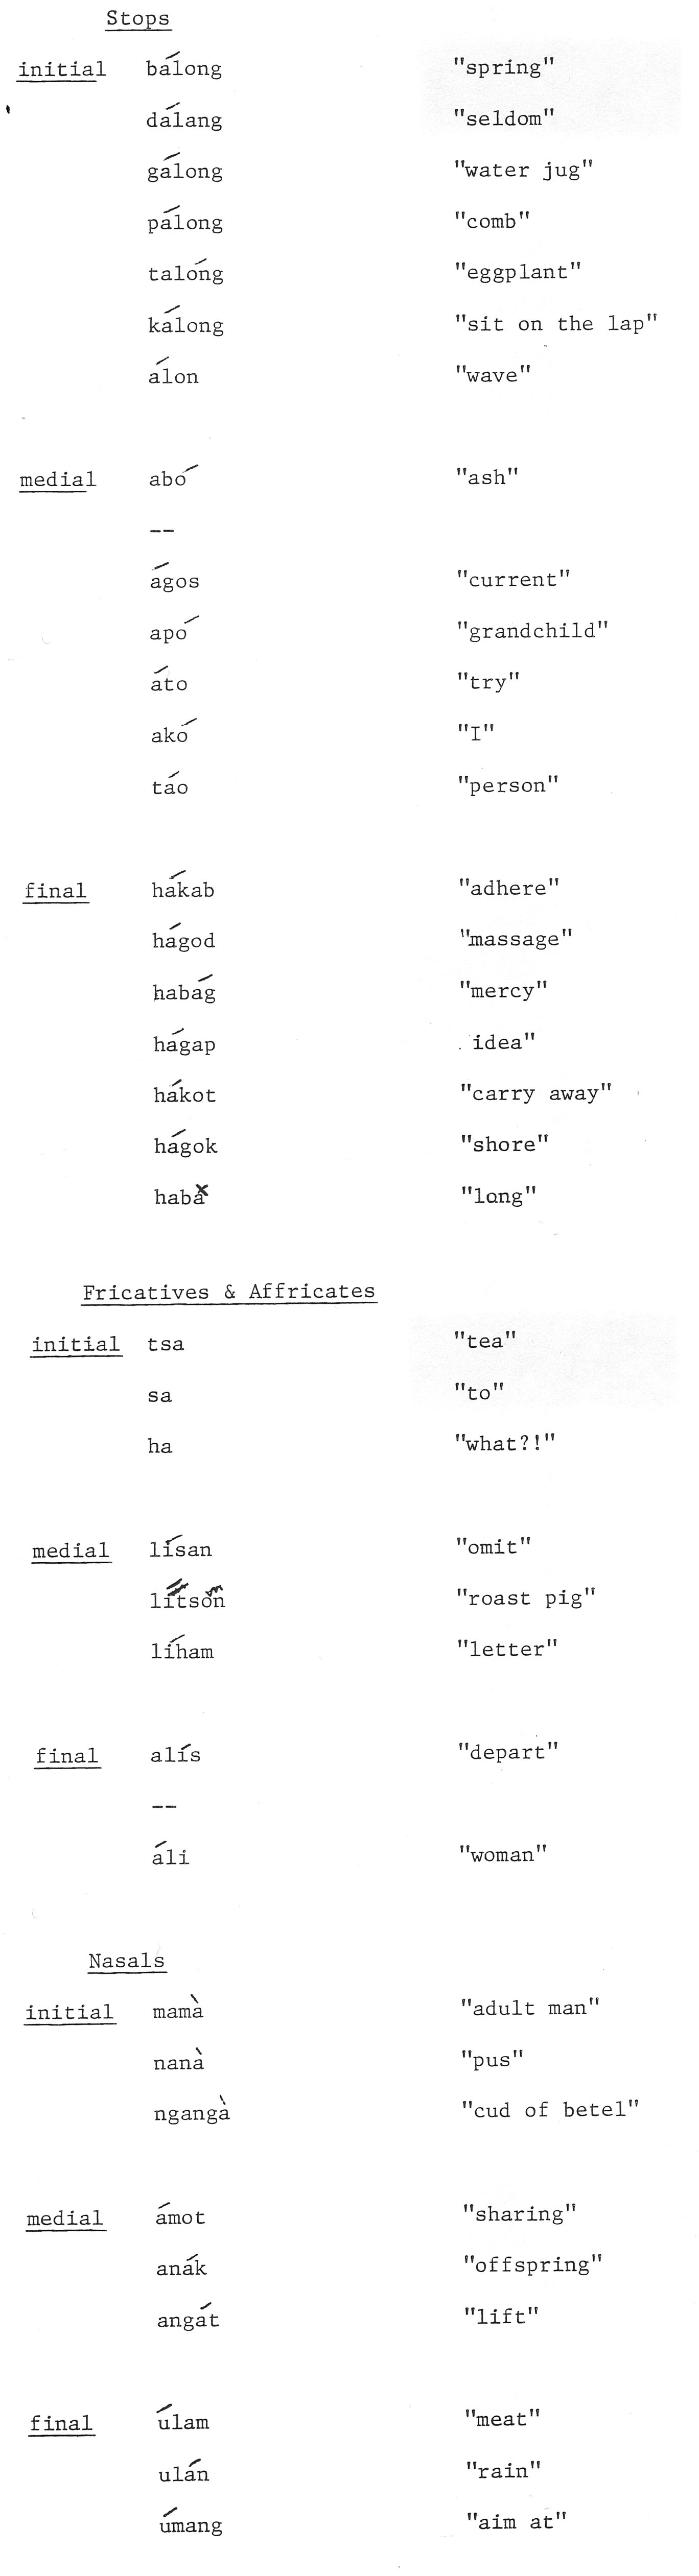 Stops
initial bálong "spring"
dálang "seldom"
gálong "water jug"
pálong "comb"
talóng "eggplant"
kálong "sit on the lap"
álon "wave"
medial abó "ash"
--
ágos "current"
apó "grandchild"
áto "try"
akó "I"
táo "person"
final hákab "adhere"
hágod "massage"
habág "mercy"
hágap idea"
hákot "carry away"
hágok "shore"
habâ "long"
Fricatives & Affricates
initial tsa "tea"
sa "to"
ha "what?!"
medial lísan "omit"
litsón "roast pig"
líham "letter"
final alís "depart"
--
áli "woman"
Nasals
initial mamà "adult man"
nanà "pus"
ngangà "cud of betel"
medial ámot "sharing"
anák "offspring"
angát "lift"
final úlam "meat"
ulán "rain"
úmang "aim at"